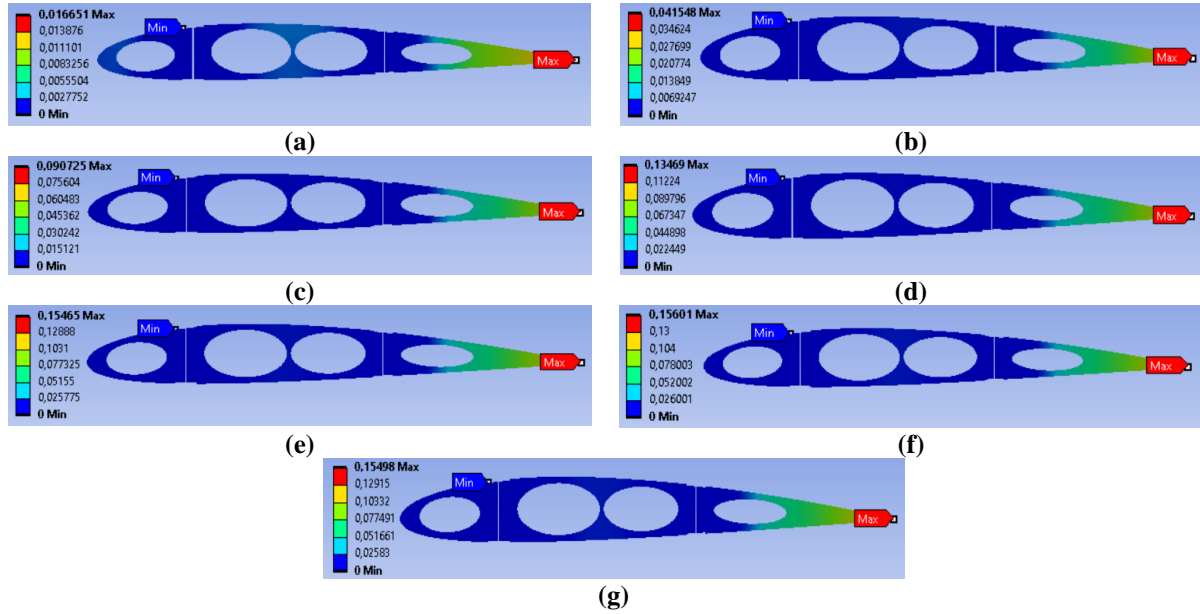 0,016651 Max
0,013876
0,011101
0,0083256
0,0055504
0,0027752
0 Min
Min
Max
(a)
0,041548 Max
0,034624
0,027699
0,020774
0,013849
0,0069247
0 Min
Min
Max
(b)
0,090725 Max
0,075604
0,060483
0,045362
0,030242
0,015121
0 Min
Min
Max
(c)
0,13469 Max
0,11224
0,089796
0,067347
0,044898
0,022449
0 Min
Min
Max
(d)
0,15465 Max
0,12888
0,1031
0,077325
0,05155
0,025775
0 Min
Min
Max
(e)
0,15601 Max
0,13
0,104
0,078003
0,052002
0,026001
0 Min
Min
Max
(f)
0,15498 Max
0,12915
0,10332
0,077491
0,051661
0,02583
0 Min
Min
Max
(g)